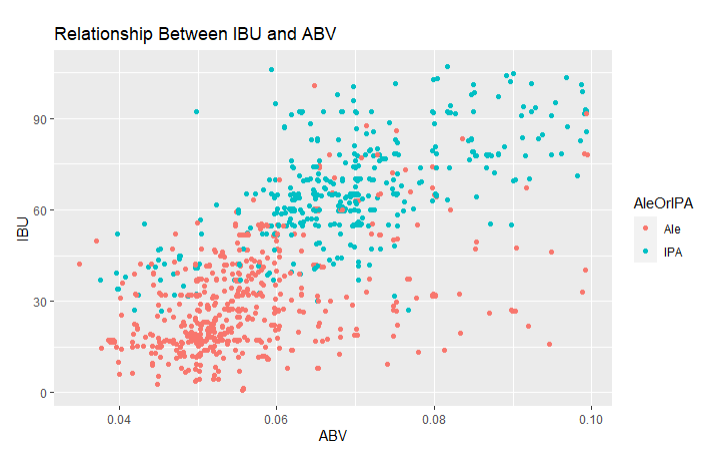 Relationship Between IBU and ABV
90
60
30
0
IBU
0.04
0.06
0.08
0.10
ABV
AleOrIPA
Ale
IPA